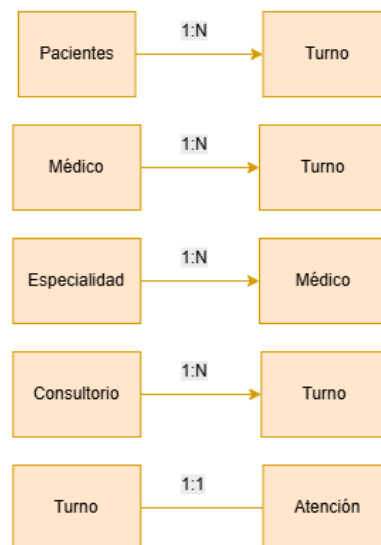 1:N
Pacientes
Turno
1:N
Médico
Turno
1:N
Especialidad
Médico
1:N
Consultorio
Turno
1:1
Turno
Atención